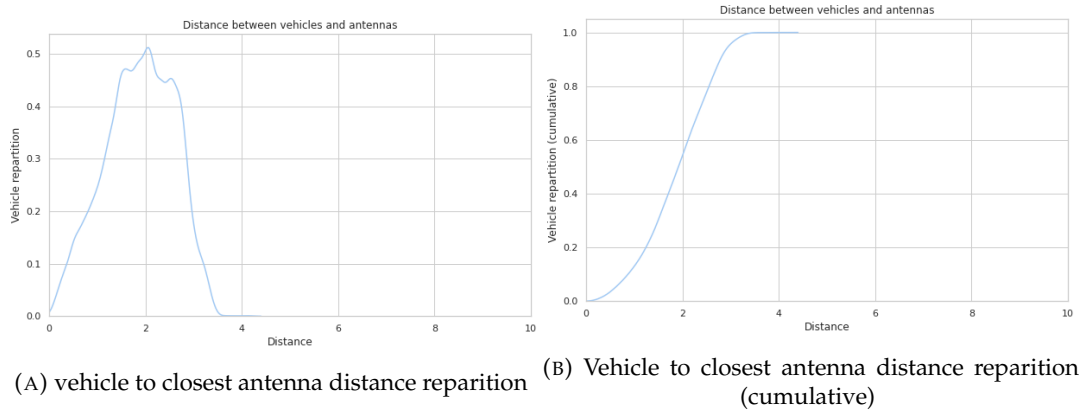 Distance between vehicles and antennas
Vehicle repartition
0.5
0.4
0.3
0.2
0.1
0.0
0 2 4 6 8 10
Distance
(A) vehicle to closest antenna distance reparition
Distance between vehicles and antennas
Vehicle repartition (cumulative)
1.0
0.8
0.6
0.4
0.2
0.0
0 2 4 6 8 10
Distance
(B) Vehicle to closest antenna distance reparition
(cumulative)